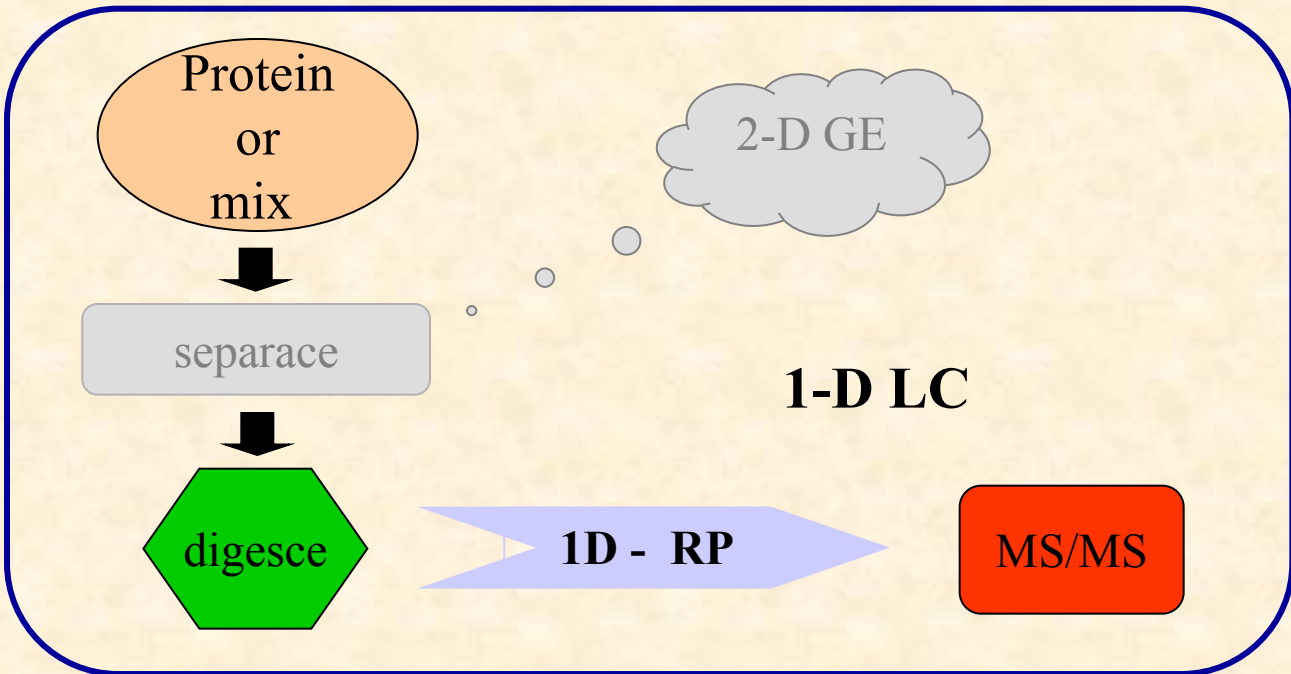 Protein
or
mix
2-D GE
separace
1-D LC
digesce
1D - RP
MS/MS